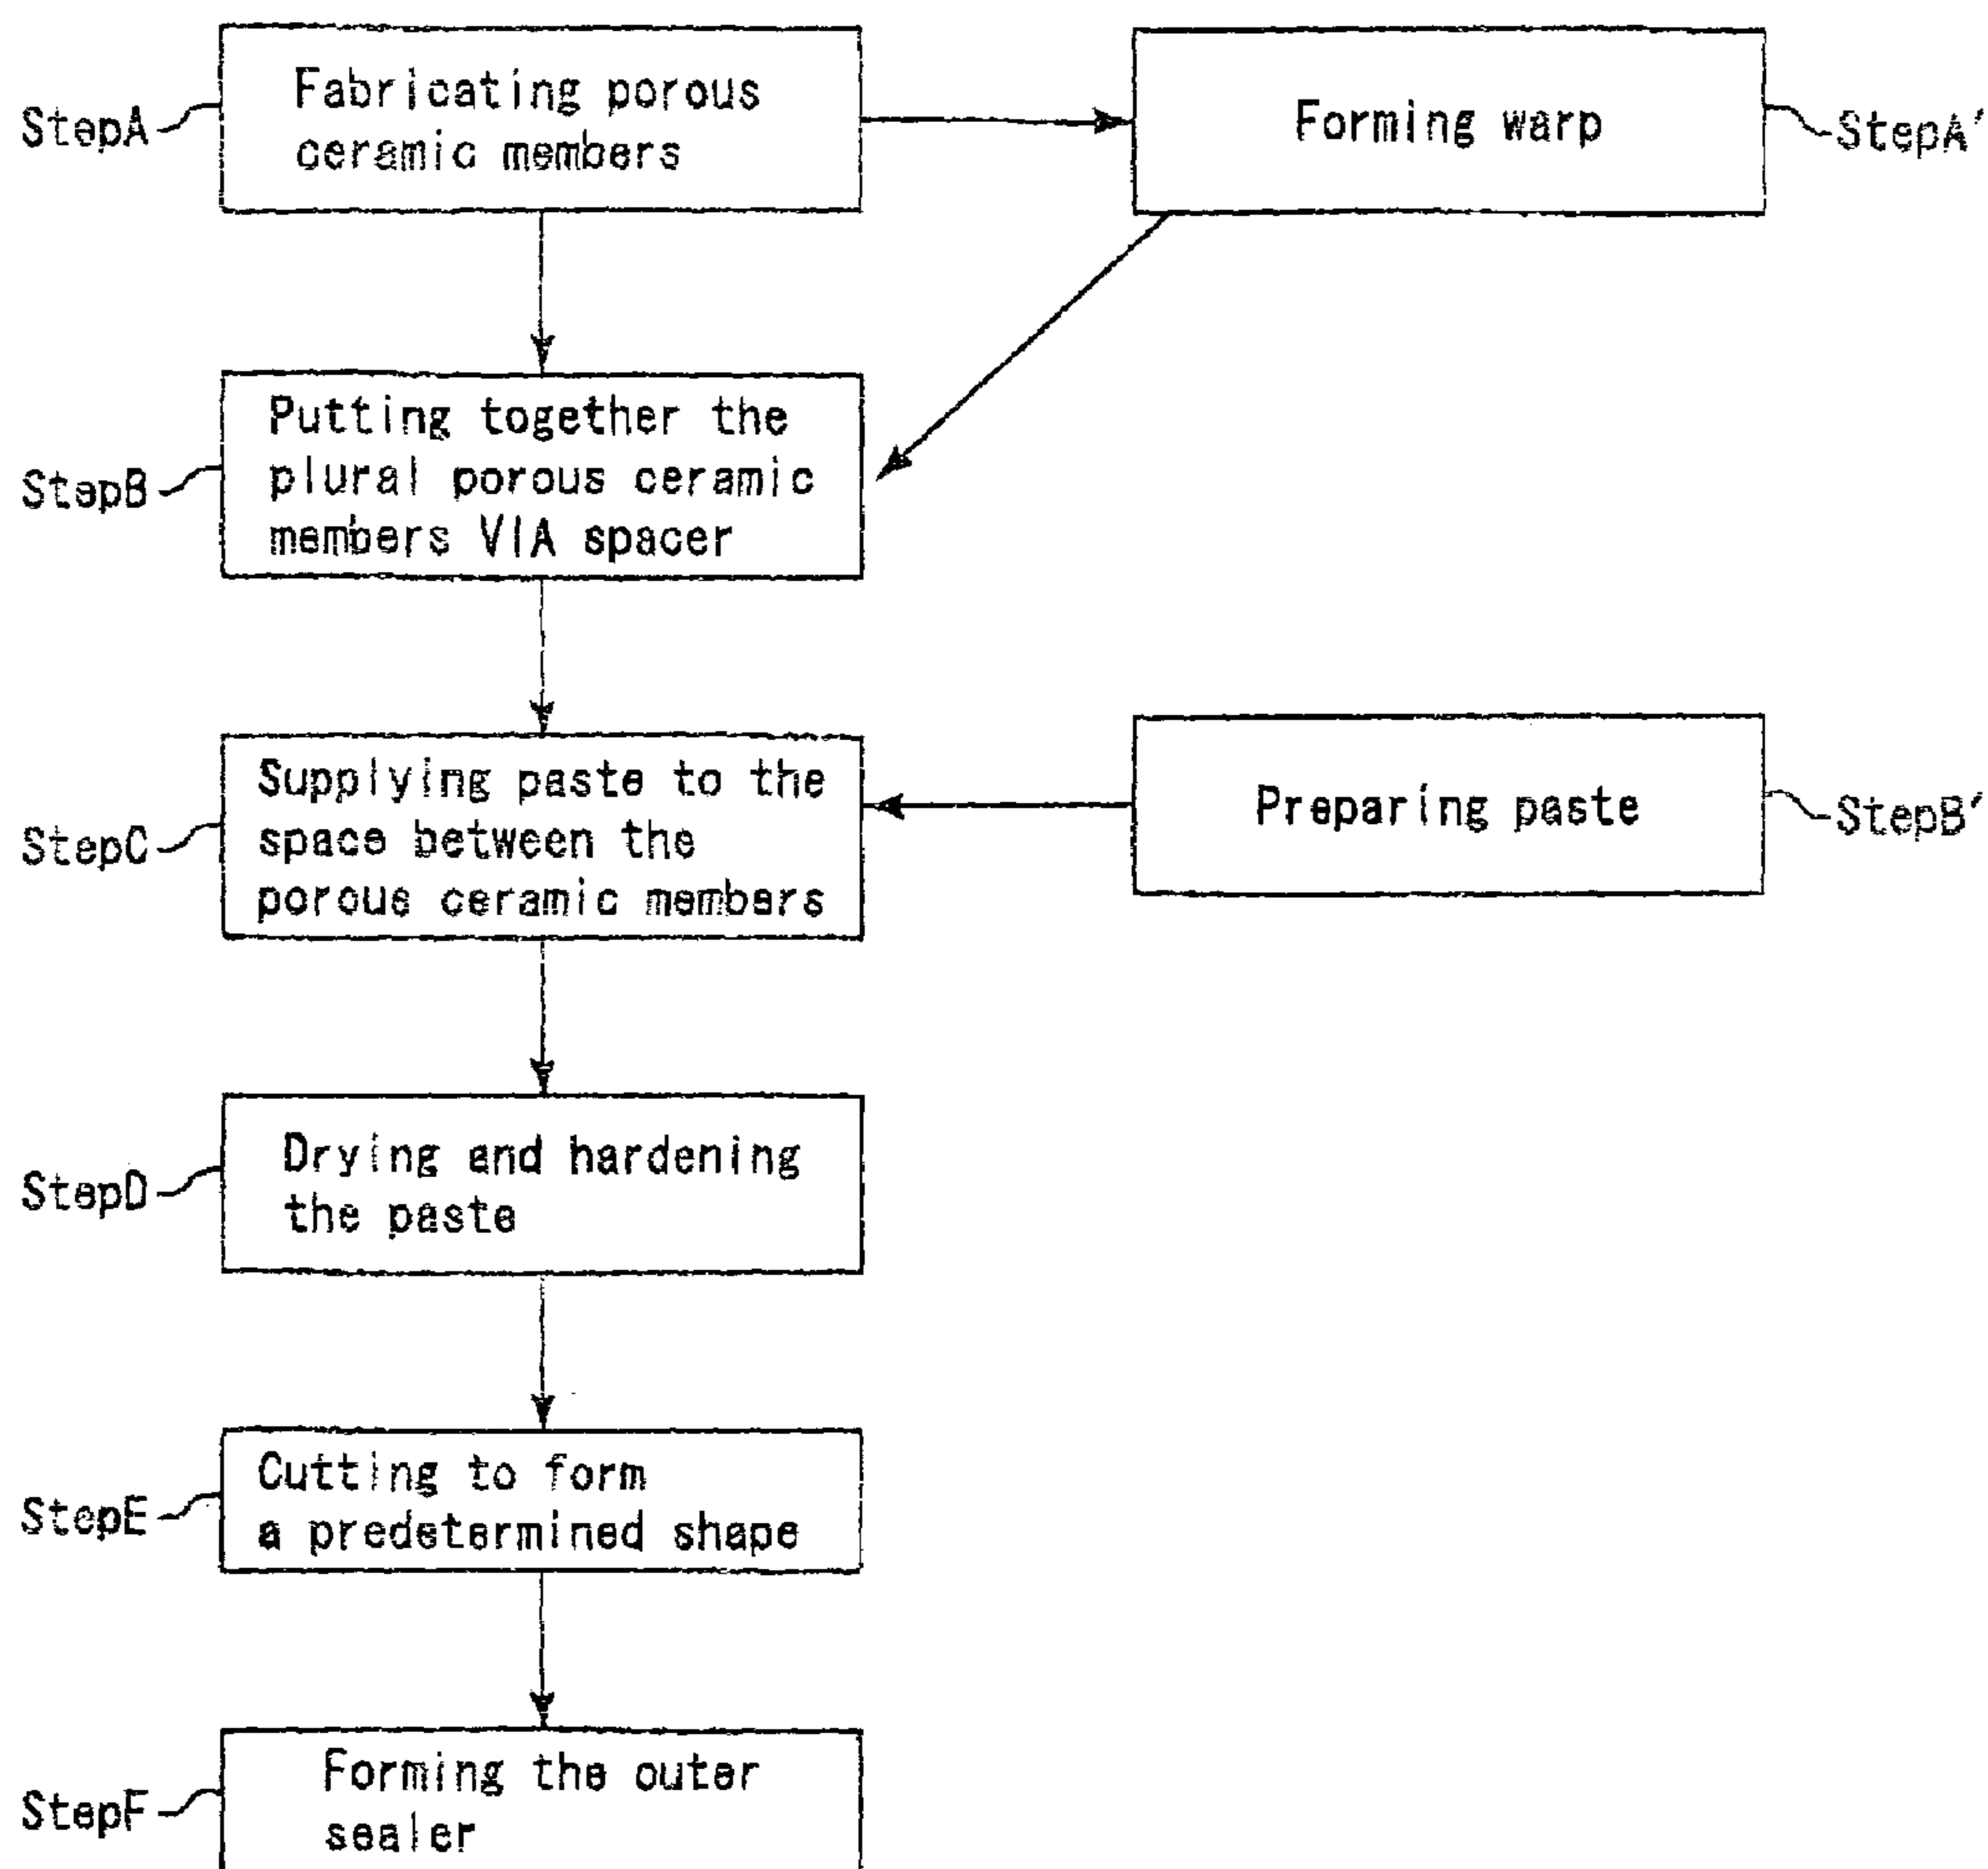 StepA
Fabricating porous
ceramic members
Forming warp
StepA'
StepB
Putting together the
plural porous ceramic
members VIA spacer
StepC
Supplying paste to the
space between the
porous ceramic members
Preparing paste
StepB'
StepD
Drying and hardening
the paste
StepE
Cutting to form
a predetermined shape
StepF
Forming the outer
sealer